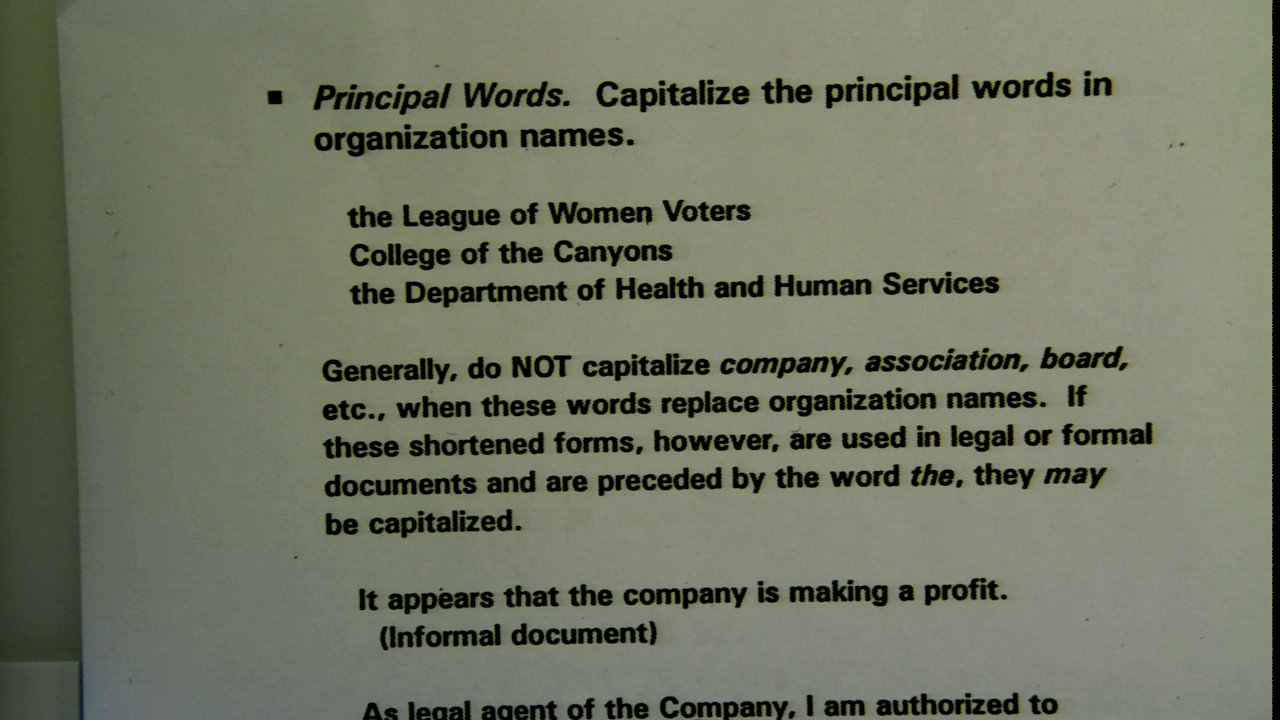 ▪ Principal Words. Capitalize the principal words in
organization names.
the League of Women Voters
College of the Canyons
the Department of Health and Human Services
Generally, do NOT capitalize company, association, board,
etc., when these words replace organization names. If
these shortened forms, however, are used in legal or formal
documents and are preceded by the word the, they may
be capitalized.
It appears that the company is making a profit.
(Informal document)
As legal agent of the Company, I am authorized to